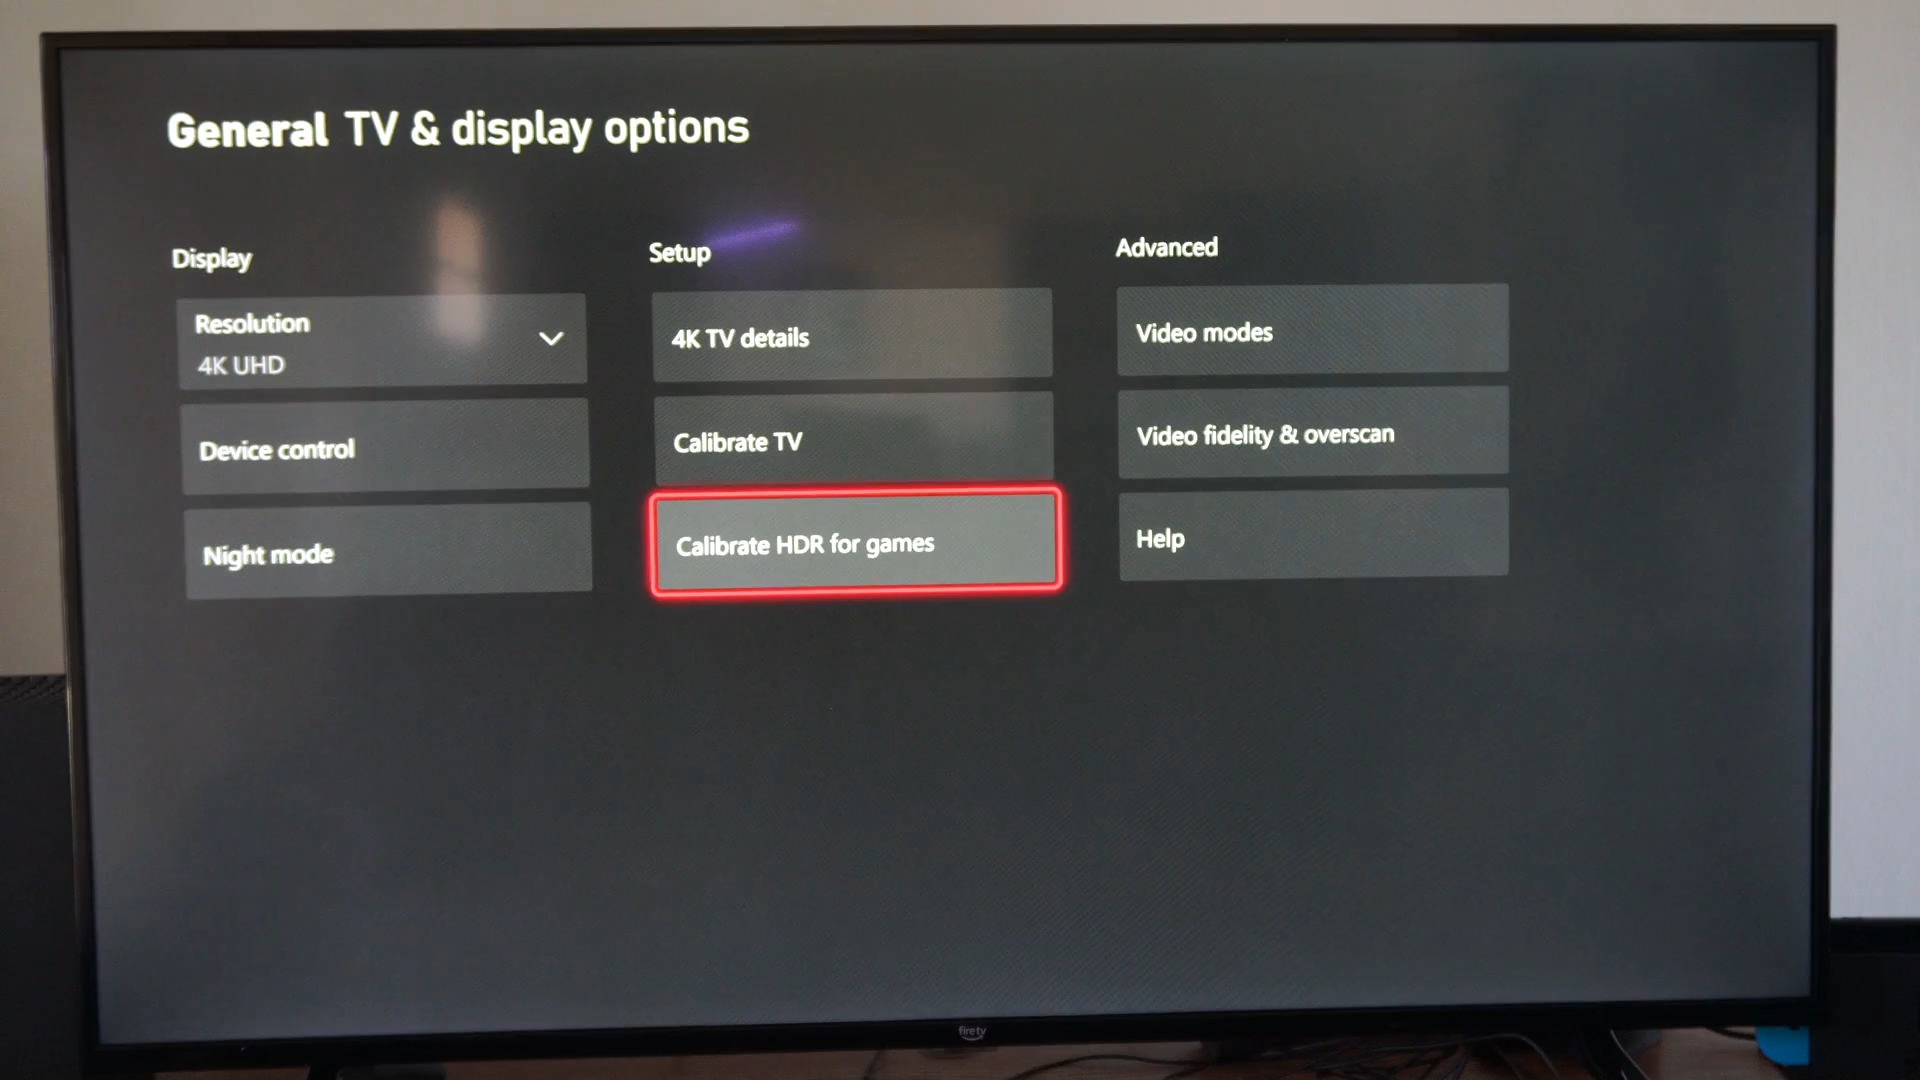 General TV & display options
Display
Resolution
4K UHD
Device control
Night mode
Setup
4K TV details
Calibrate TV
Calibrate HDR for games
Advanced
Video modes
Video fidelity & overscan
Help
firetv